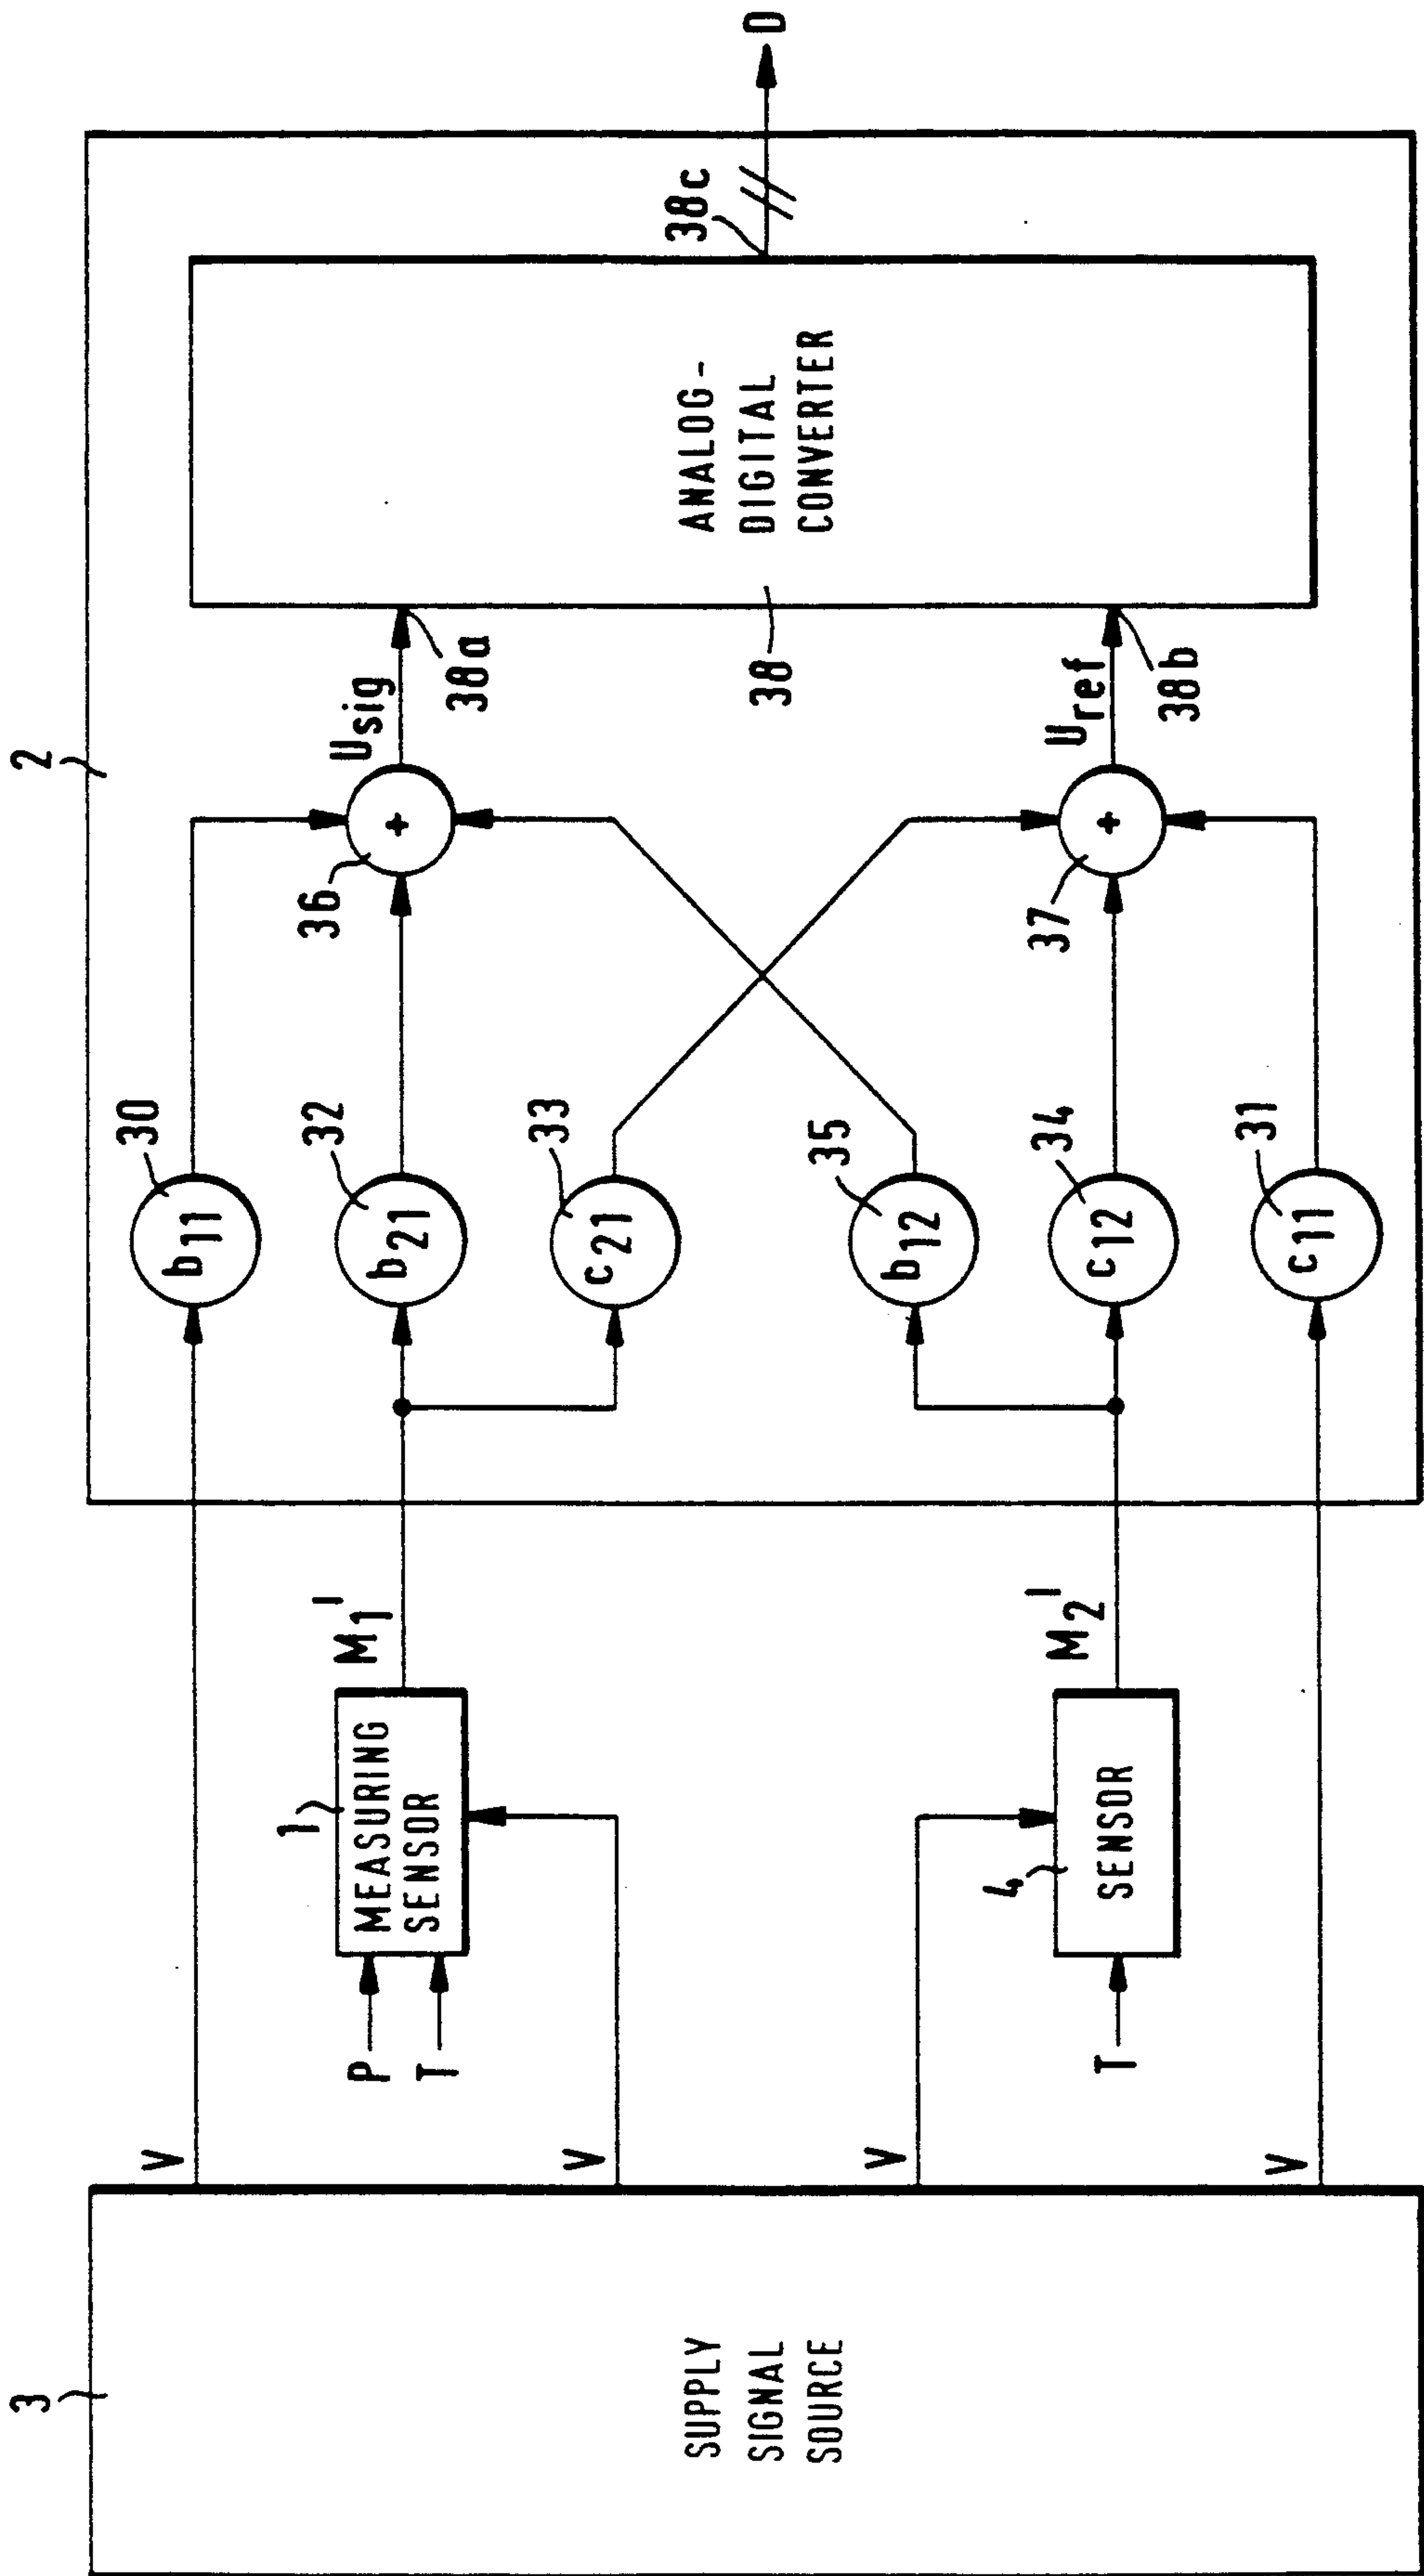 3
SUPPLY
SIGNAL
SOURCE
V
V
V
V
P
T
1
MEASURING
SENSOR
M1'
T
4
SENSOR
M2'
2
b11
30
b21
32
c21
33
b12
35
c12
34
c11
31
+
36
+
37
Usig
38a
Uref
38b
38
ANALOG-
DIGITAL
CONVERTER
38c
D